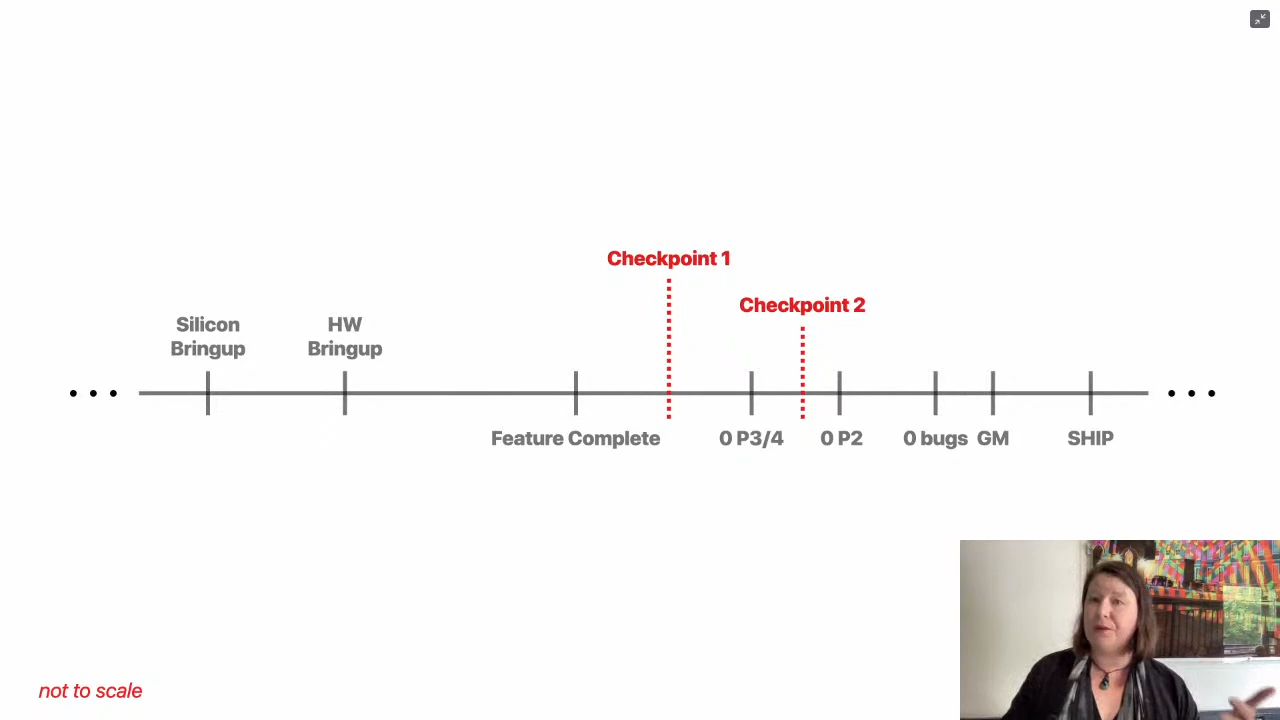 Checkpoint 1
Checkpoint 2
Silicon
Bringup
HW
Bringup
Feature Complete
0 P3/4
0 P2
0 bugs
GM
SHIP
not to scale